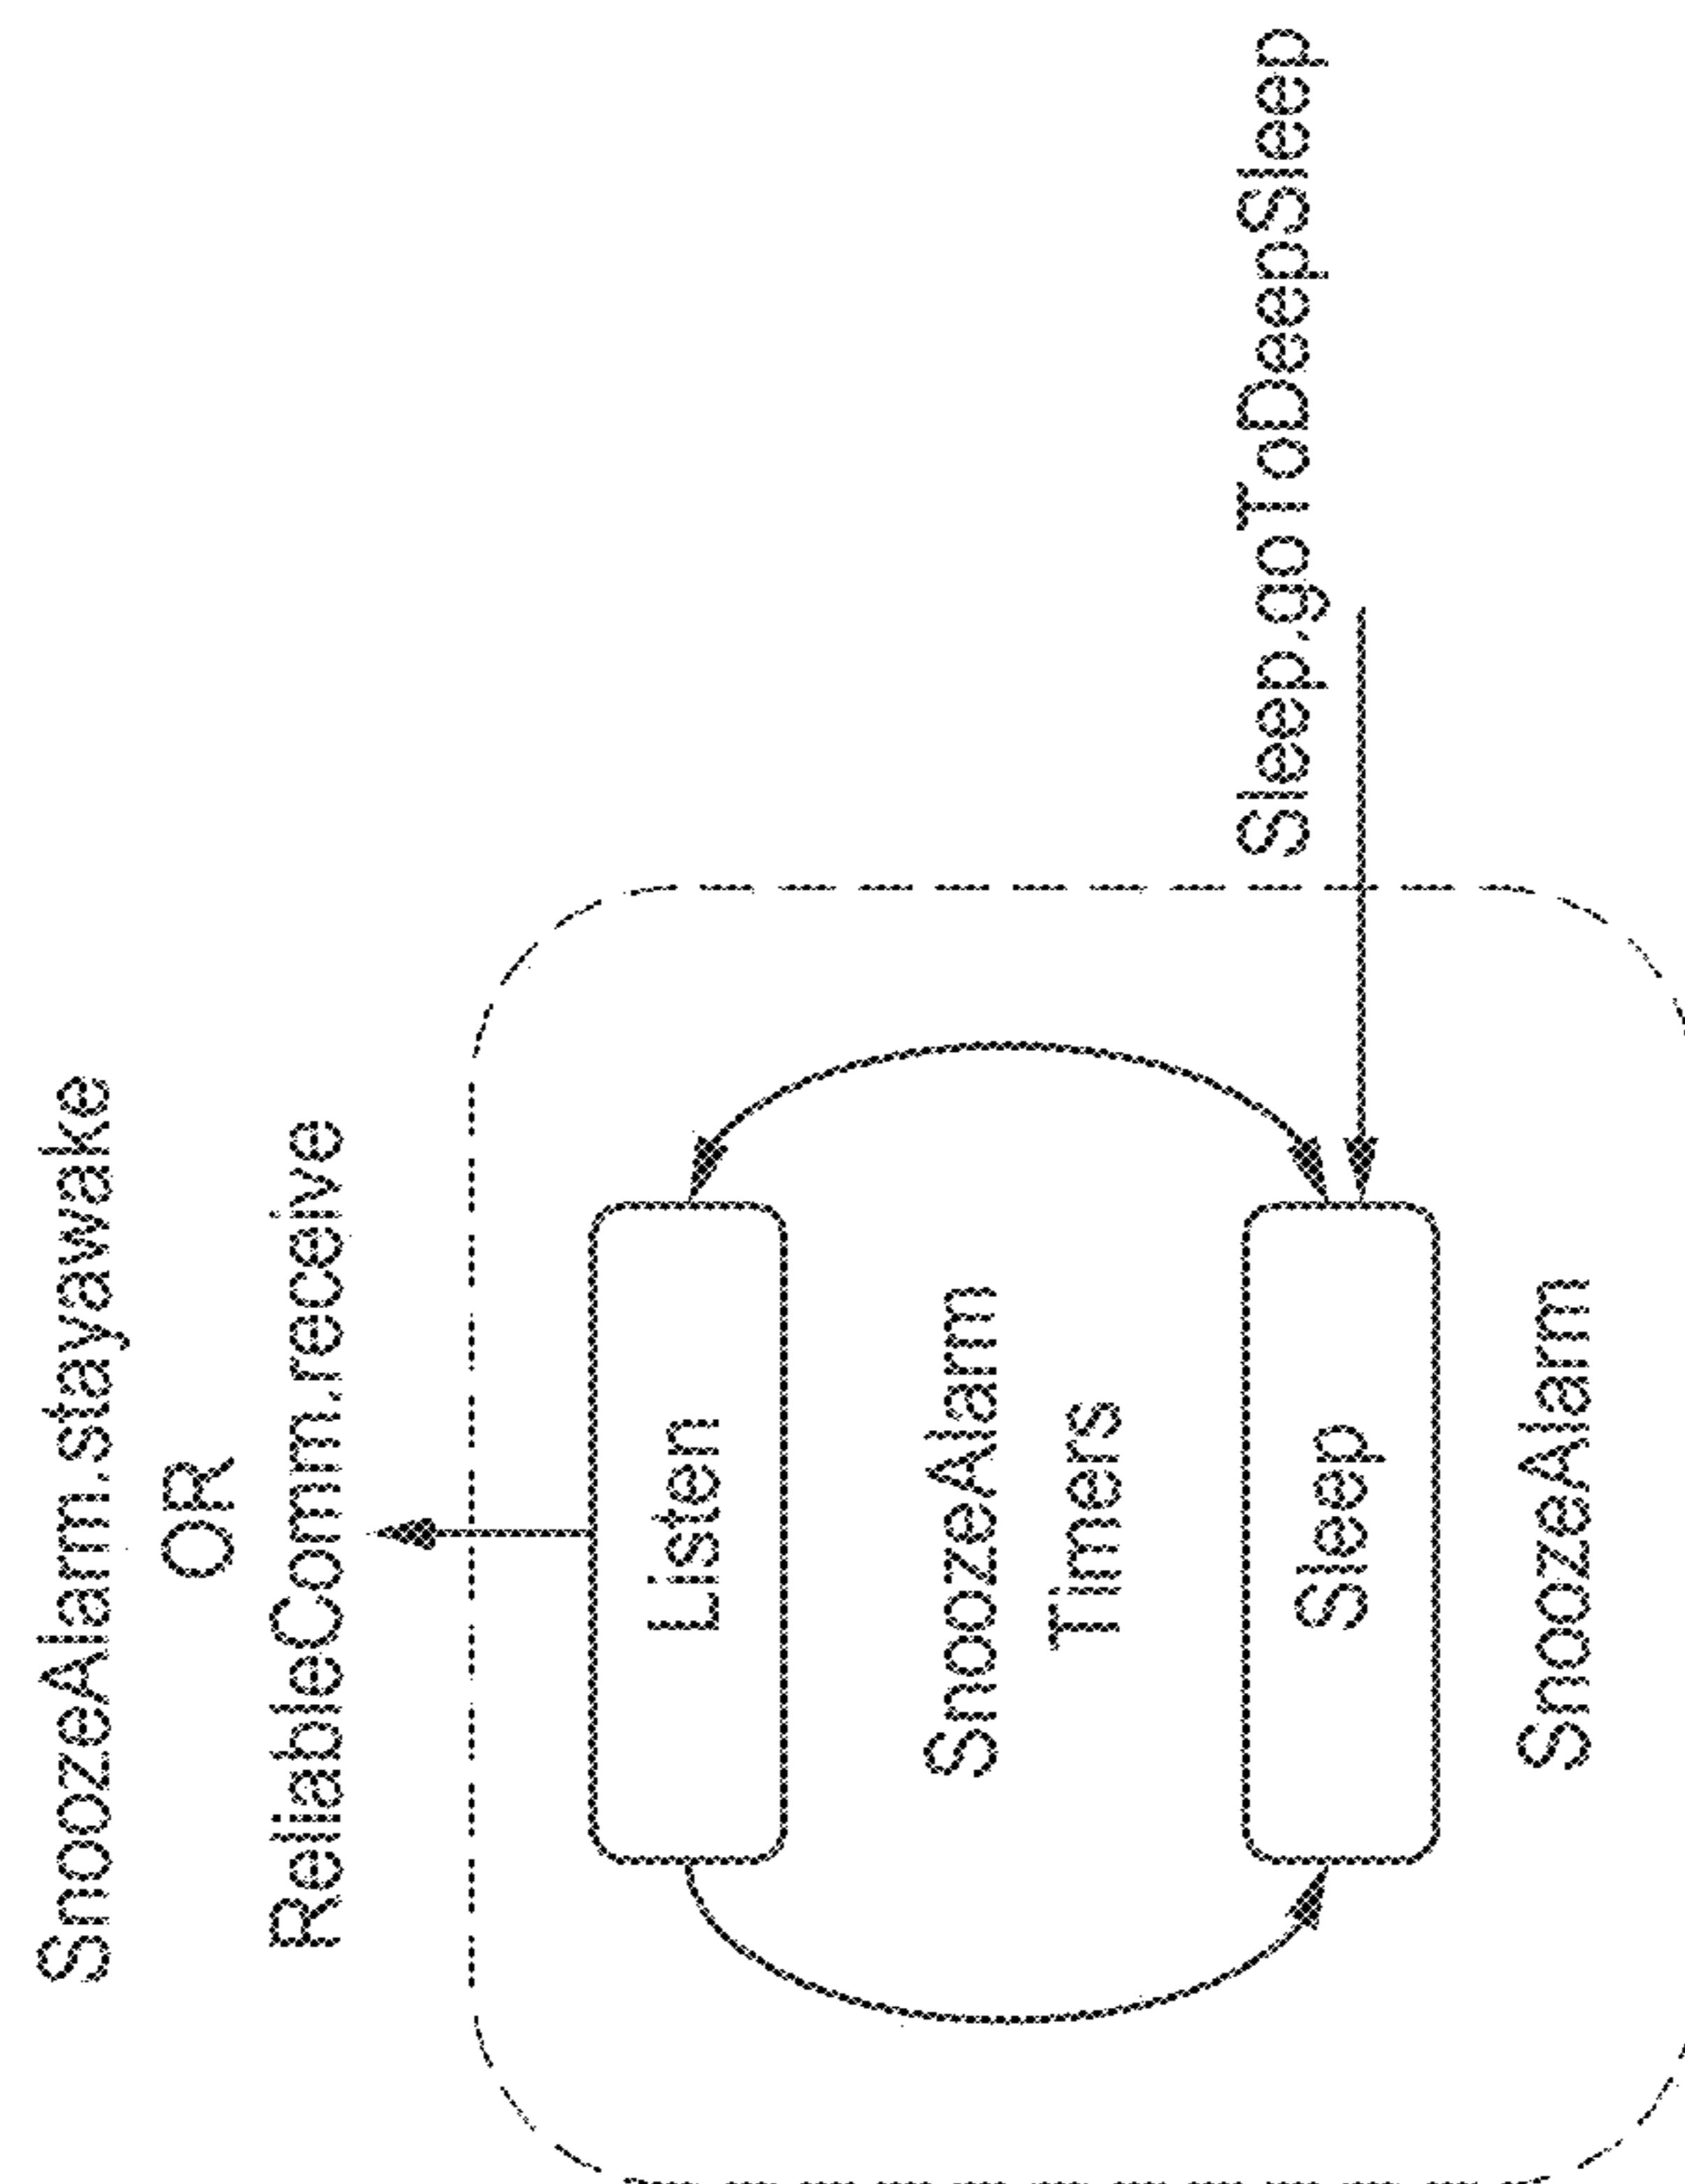 SnoozeAlarm.stayawake
OR
ReliableComm.receive
Listen
SnoozeAlarm
Timers
Sleep.goToDeepSleep
Sleep
SnoozeAlarm